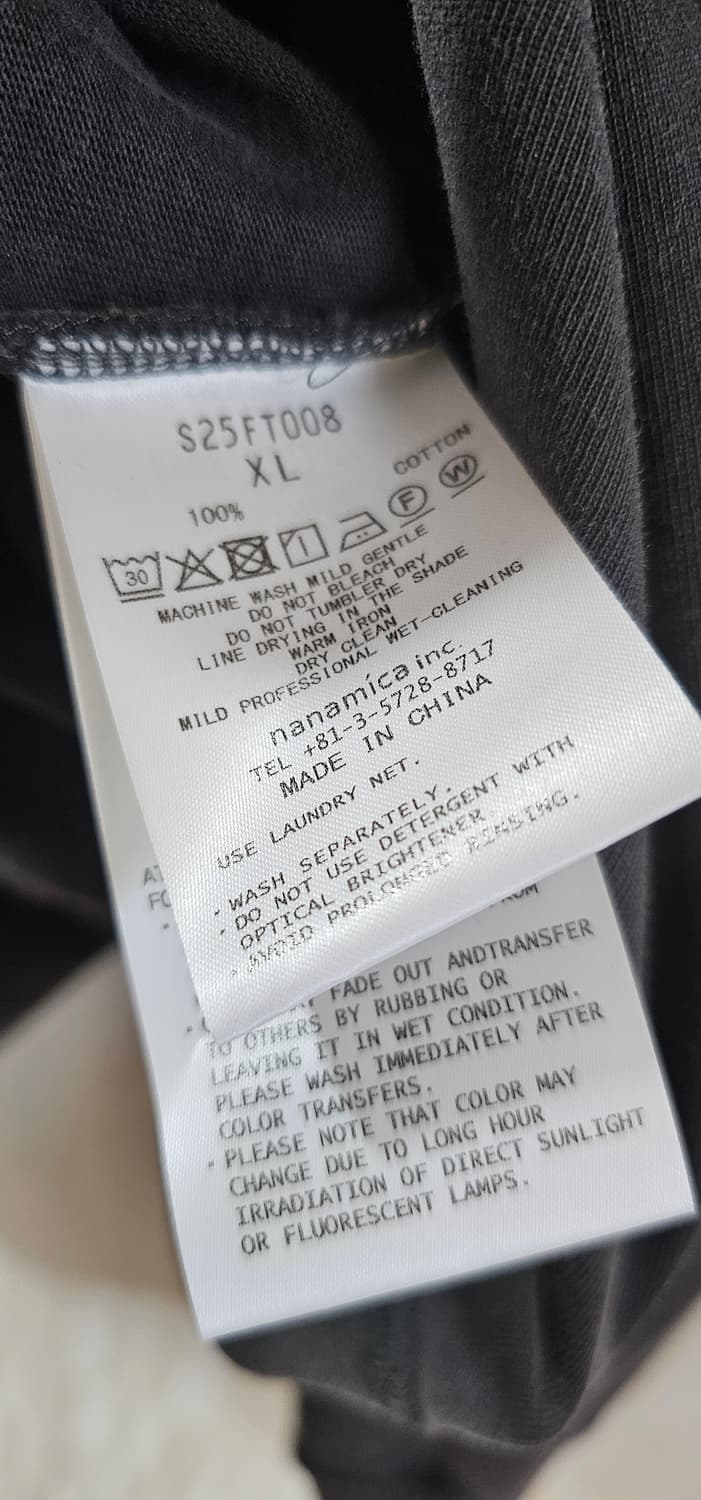 S25FT008
XL
100% COTTON
30 F W
MACHINE WASH MILD GENTLE
DO NOT BLEACH
DO NOT TUMBLER DRY
LINE DRYING IN THE SHADE
WARM IRON
DRY CLEAN
MILD PROFESSIONAL WET-CLEANING
nanamica inc.
TEL +81-3-5728-8717
MADE IN CHINA
USE LAUNDRY NET.
・WASH SEPARATELY.
・DO NOT USE DETERGENT WITH
OPTICAL BRIGHTENER.
・AVOID PROLONGED RINSING.
FADE OUT ANDTRANSFER
TO OTHERS BY RUBBING OR
LEAVING IT IN WET CONDITION.
PLEASE WASH IMMEDIATELY AFTER
COLOR TRANSFERS.
・PLEASE NOTE THAT COLOR MAY
CHANGE DUE TO LONG HOUR
IRRADIATION OF DIRECT SUNLIGHT
OR FLUORESCENT LAMPS.